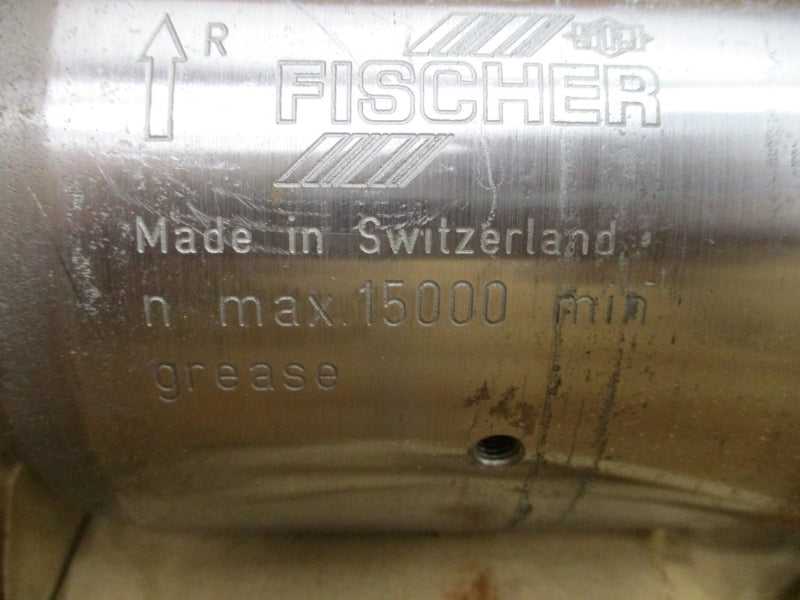 R
FISCHER
Made in Switzerland
n max. 15000 min
grease